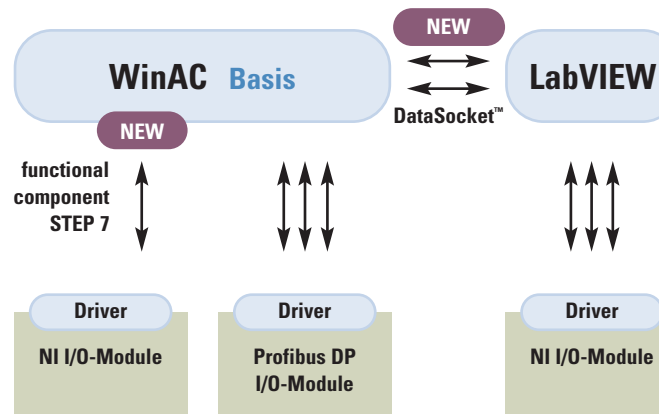 NEW
WinAC Basis
LabVIEW
DataSocket™
NEW
functional
component
STEP 7
Driver
NI I/O-Module
Driver
Profibus DP
I/O-Module
Driver
NI I/O-Module